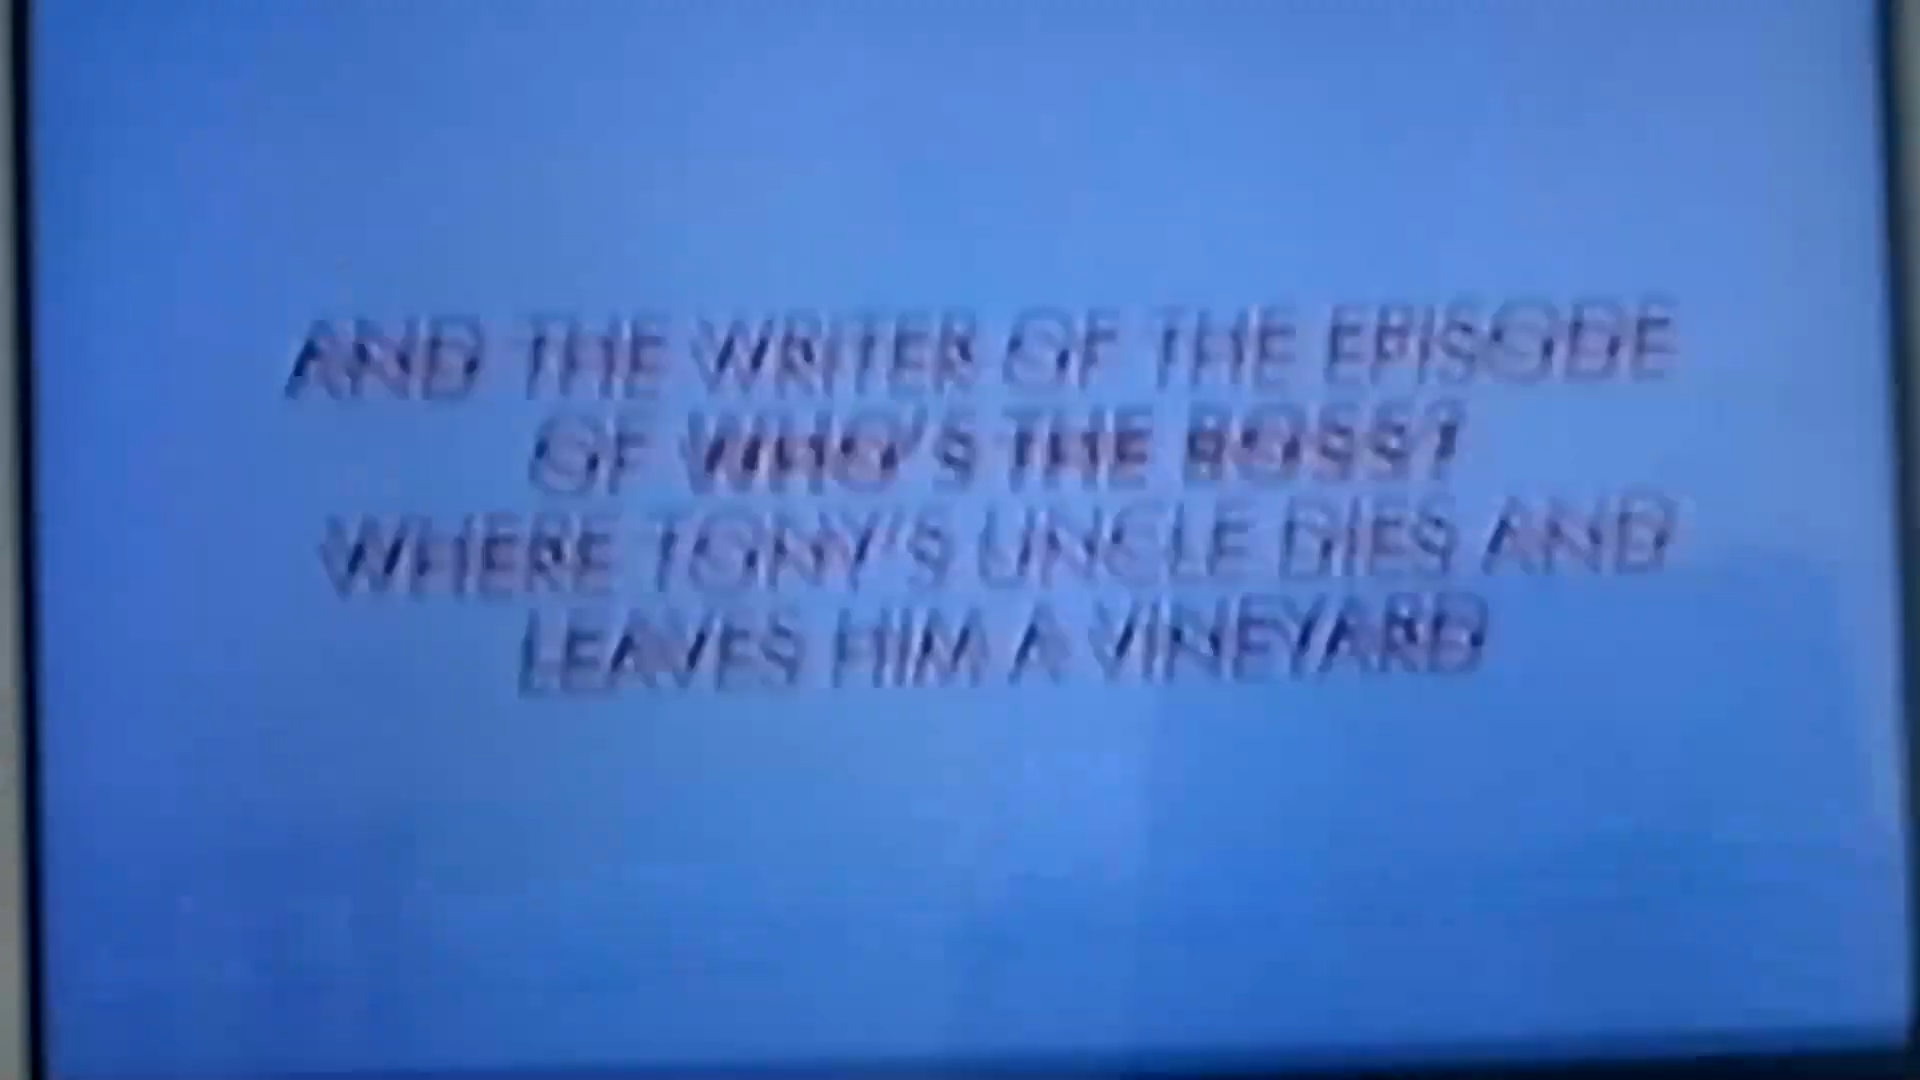 AND THE WRITER OF THE EPISODE
OF WHO'S THE BOSS?
WHERE TONY'S UNCLE DIES AND
LEAVES HIM A VINEYARD